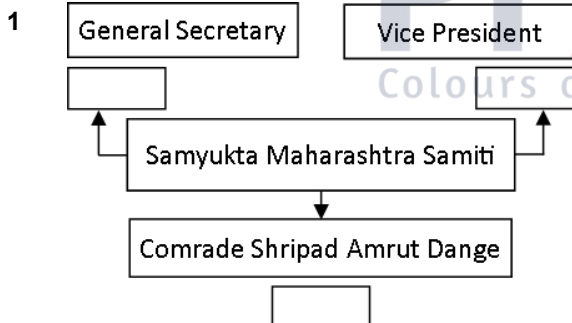 1
General Secretary
Vice President
Colours o
Samyukta Maharashtra Samiti
Comrade Shripad Amrut Dange